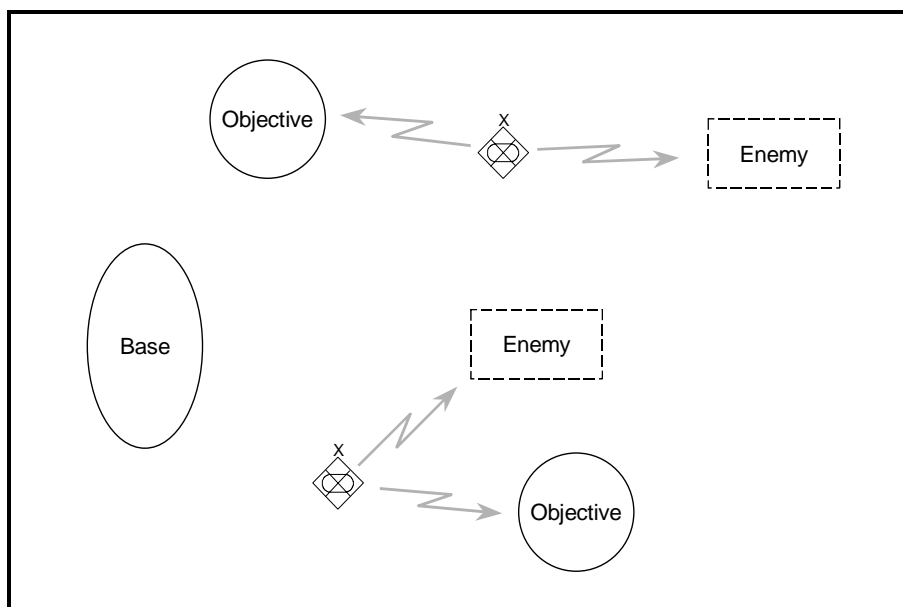 Objective
X
Enemy
Base
Enemy
X
Objective